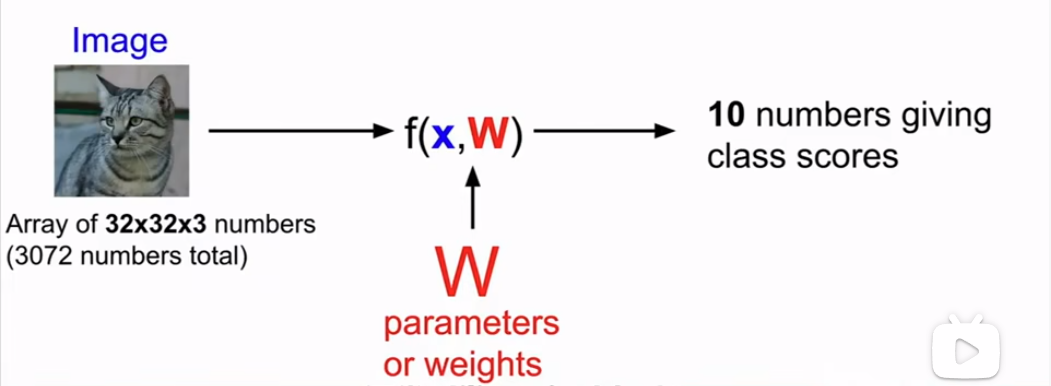 Image
f(x,W)
10 numbers giving
class scores
Array of 32x32x3 numbers
(3072 numbers total)
W
parameters
or weights